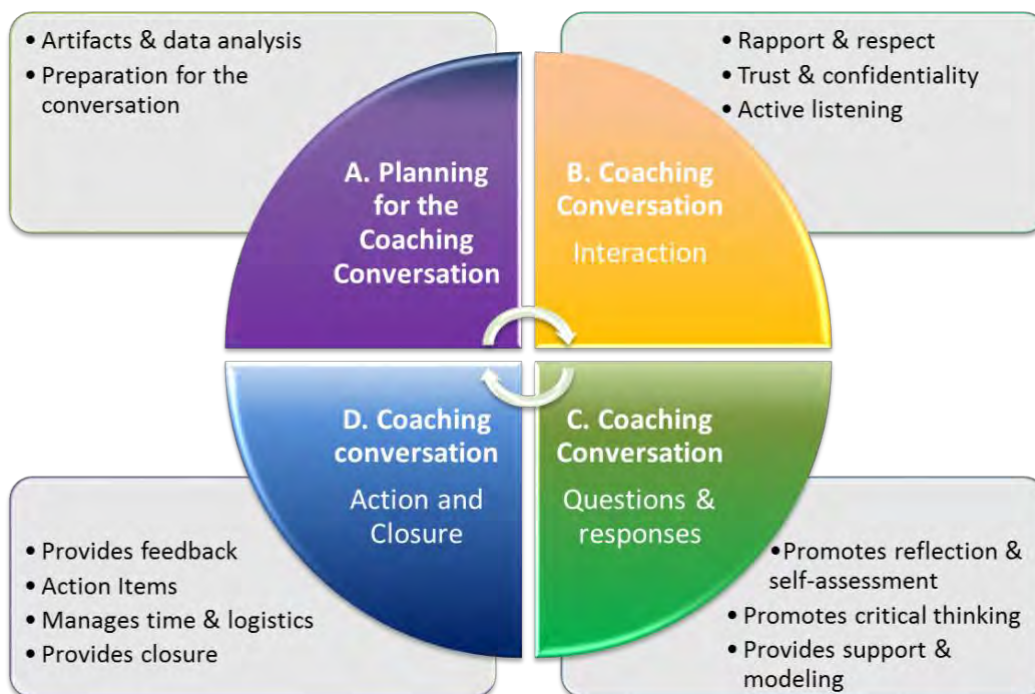 • Artifacts & data analysis
• Preparation for the
conversation
• Rapport & respect
• Trust & confidentiality
• Active listening
A. Planning
for the
Coaching
Conversation
B. Coaching
Conversation
Interaction
D. Coaching
conversation
Action and
Closure
C. Coaching
Conversation
Questions &
responses
• Provides feedback
• Action Items
• Manages time & logistics
• Provides closure
•Promotes reflection &
self-assessment
• Promotes critical thinking
• Provides support &
modeling